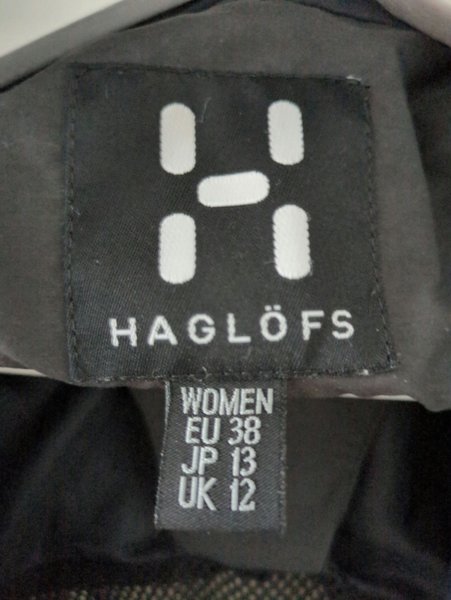 HAGLÖFS
WOMEN
EU 38
JP 13
UK 12